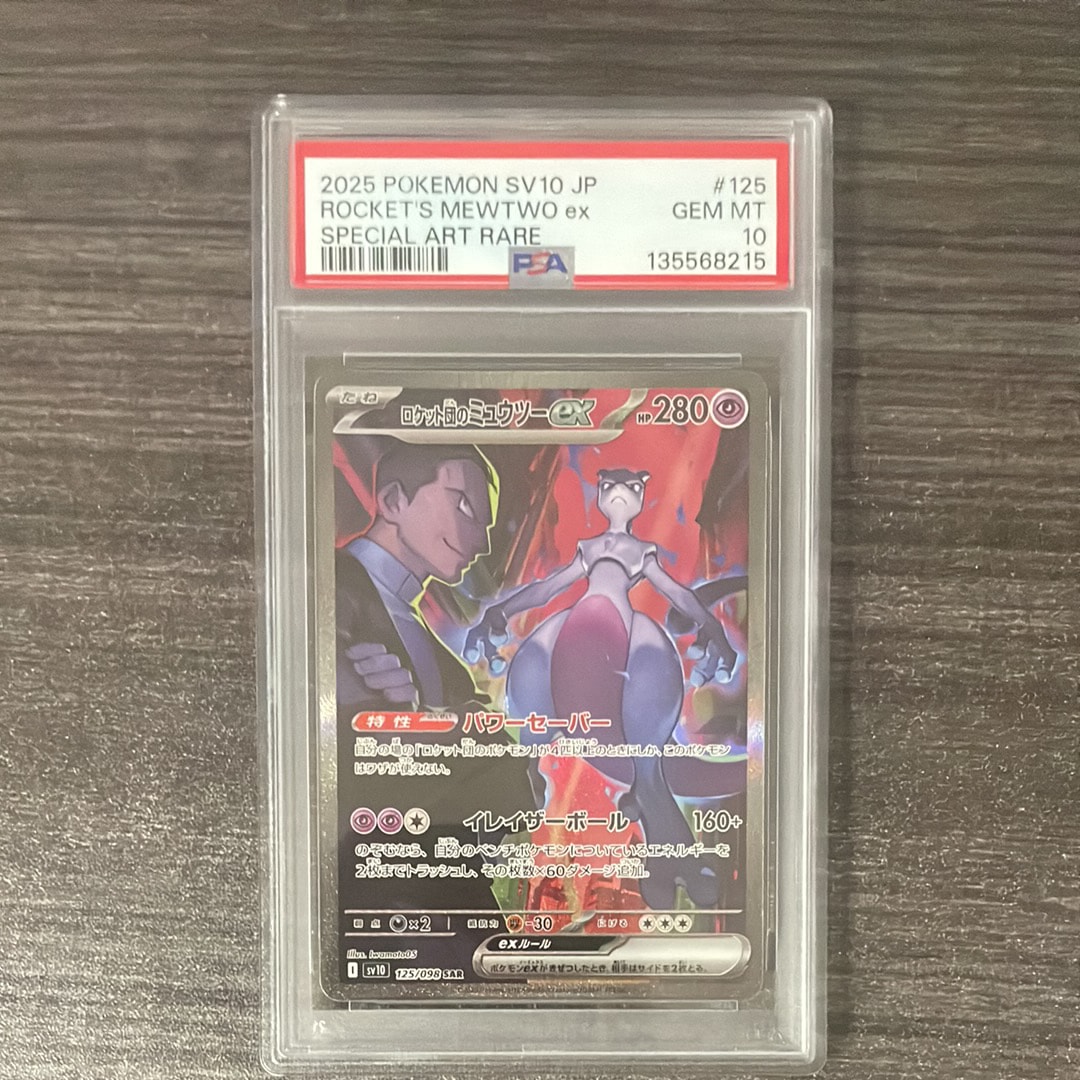 2025 POKEMON SV10 JP #125
ROCKET'S MEWTWO ex GEM MT
SPECIAL ART RARE 10
PSA 135568215
たね ロケット団のミュウツーex HP 280
特性 パワーセーバー
自分の場の「ロケット団のポケモン」が4匹以上のときにしか、このポケモン
はワザが使えない。
イレイザーボール 160+
のぞむなら、自分のベンチポケモンについているエネルギーを
2枚までトラッシュし、その枚数×60ダメージ追加。
弱点 ×2 抵抗力 -30 にげる
exルール
ポケモンexがきぜつしたとき、相手はサイドを2枚とる。
Illus. Iwamoto05
I sv10 125/098 SAR